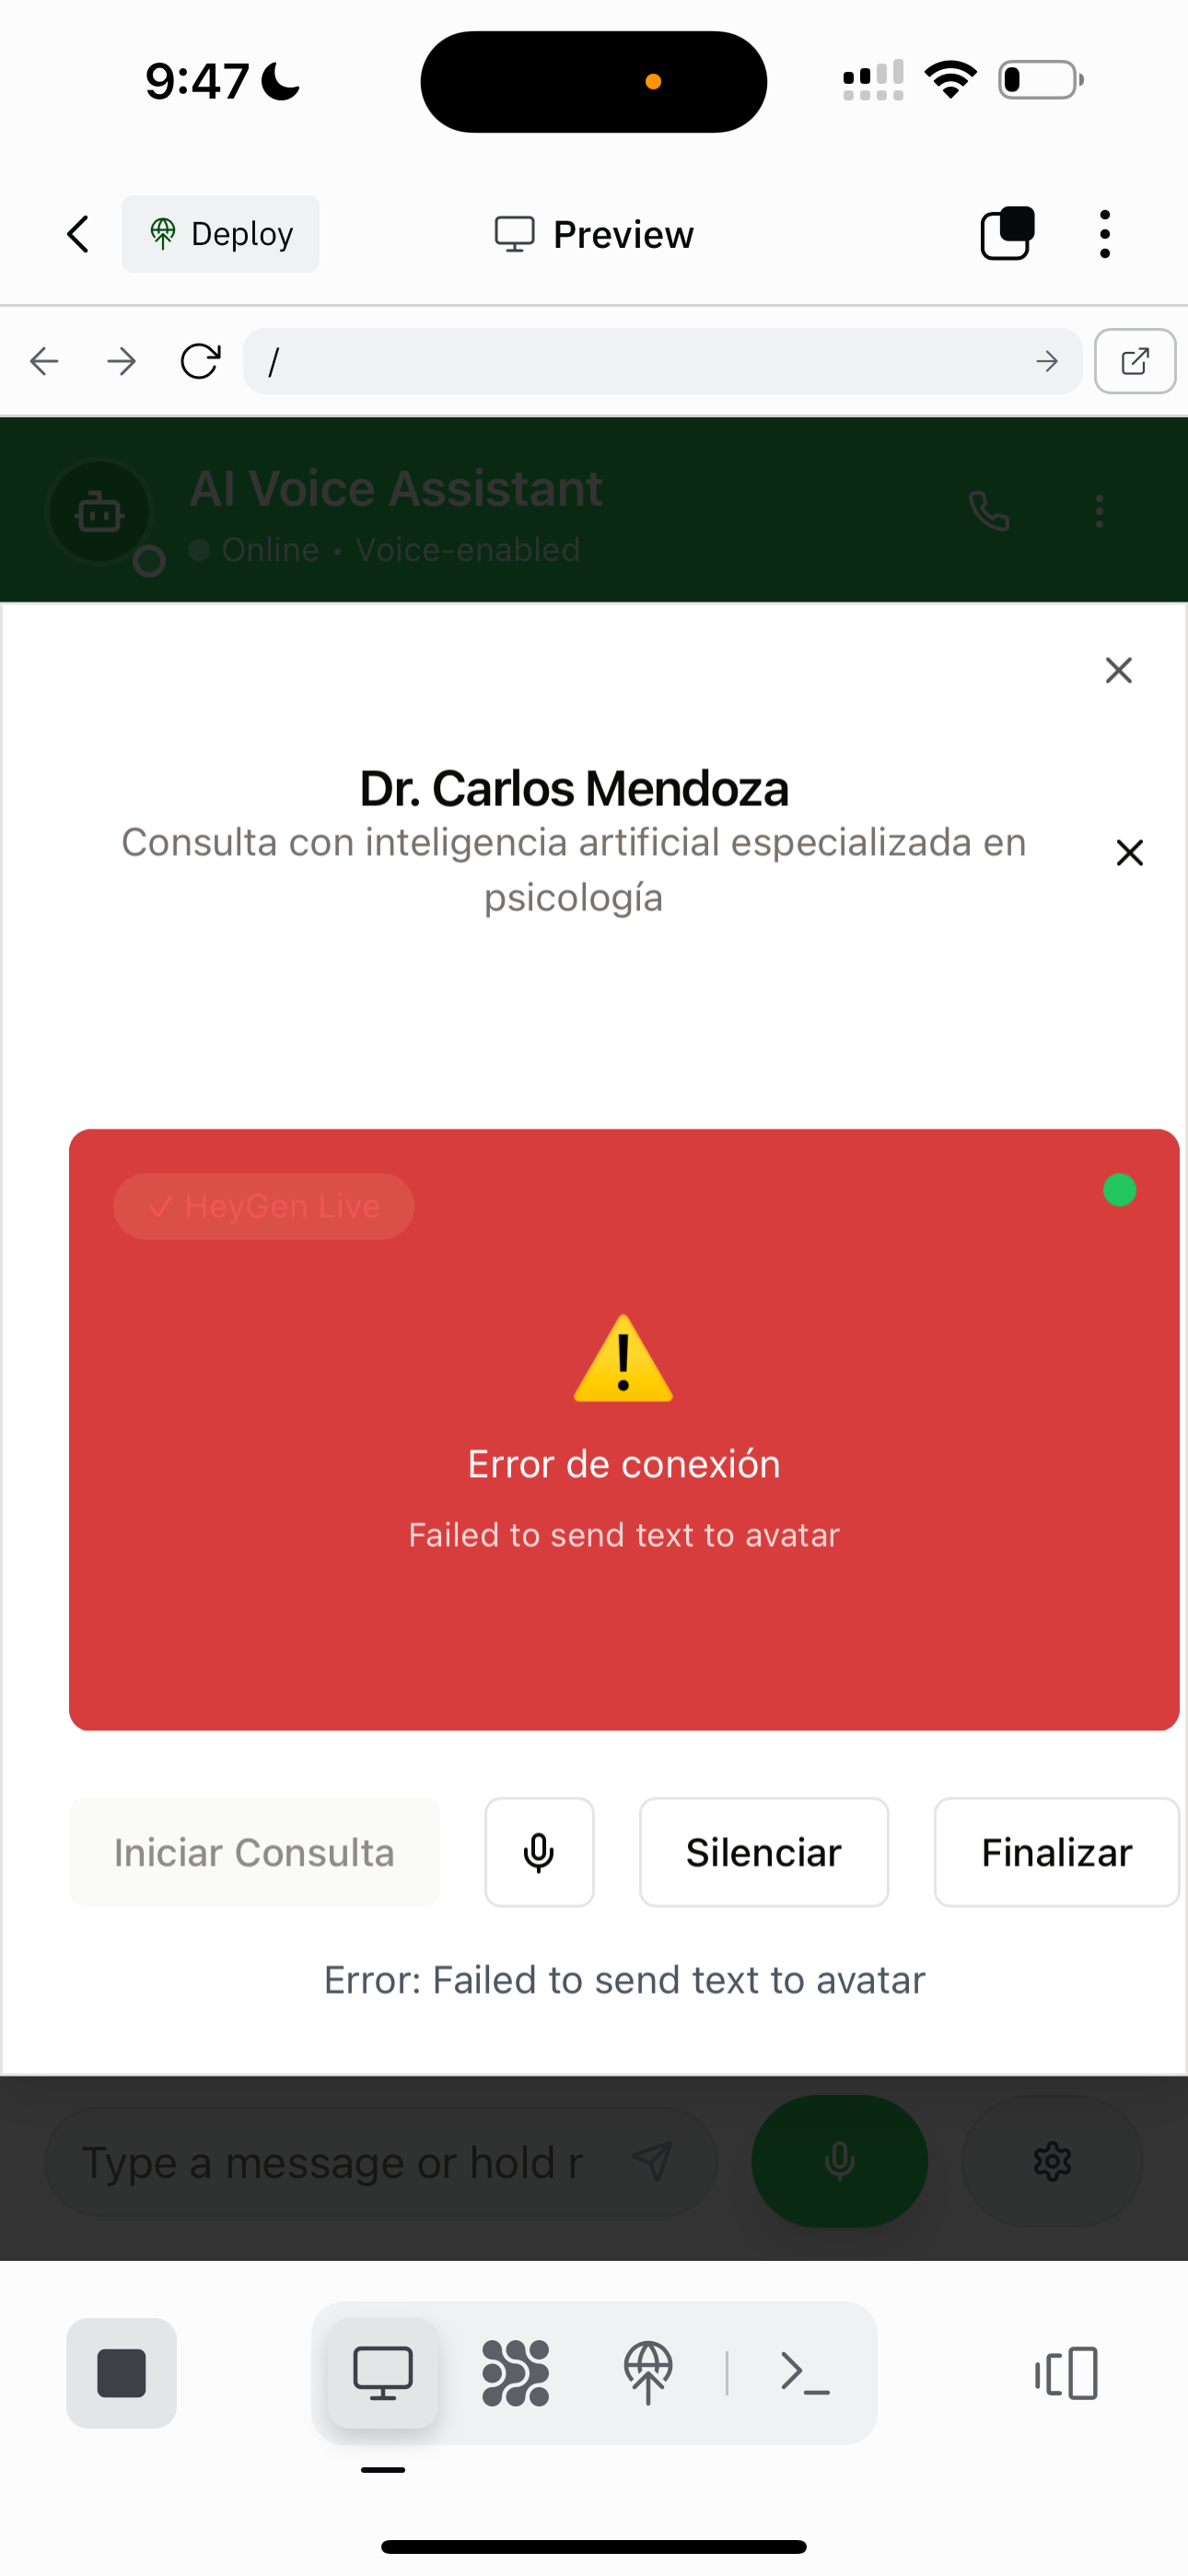 9:47
Deploy
Preview
/
AI Voice Assistant
Online • Voice-enabled
Dr. Carlos Mendoza
Consulta con inteligencia artificial especializada en
psicología
✓ HeyGen Live
Error de conexión
Failed to send text to avatar
Iniciar Consulta
Silenciar
Finalizar
Error: Failed to send text to avatar
Type a message or hold r